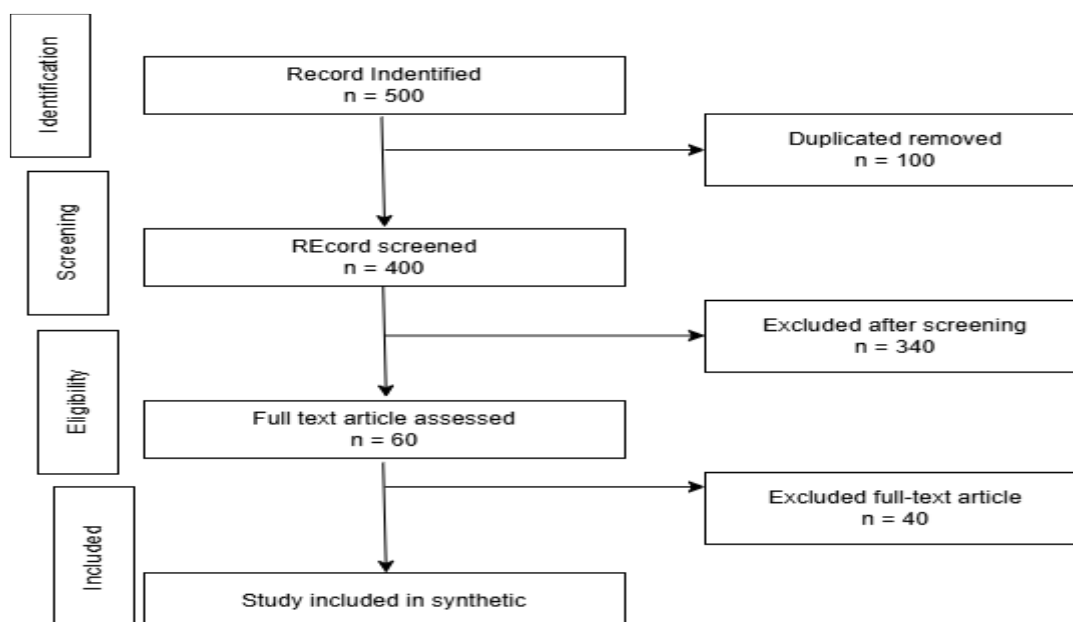 Identification
Record Indentified
n = 500
Duplicated removed
n = 100
Screening
REcord screened
n = 400
Excluded after screening
n = 340
Eligibility
Full text article assessed
n = 60
Excluded full-text article
n = 40
Included
Study included in synthetic